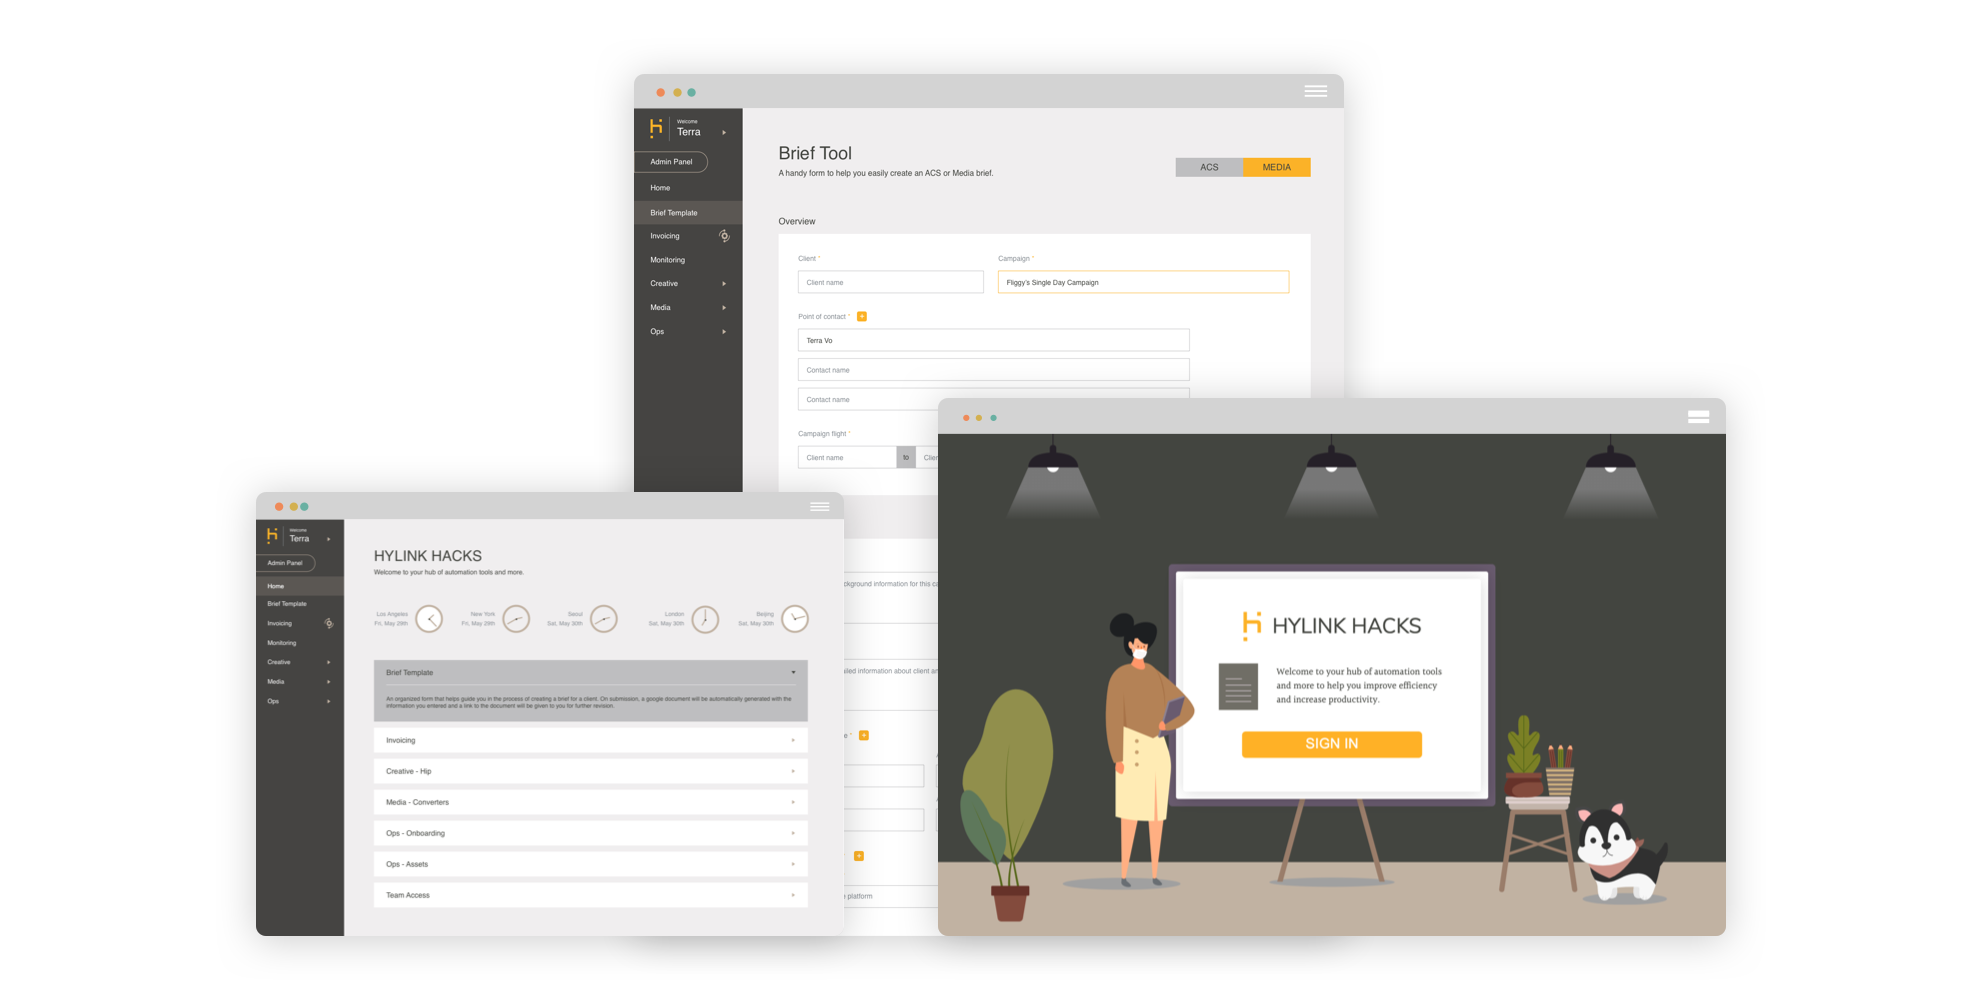 Welcome
Terra
Admin Panel
Home
Brief Template
Invoicing
Monitoring
Creative
Media
Ops
Brief Tool
A handy form to help you easily create an ACS or Media brief.
ACS
MEDIA
Overview
Client *
Campaign *
Client name
Fliggy's Single Day Campaign
Point of contact *
Terra Vo
Contact name
Contact name
Campaign flight *
Client name
to
information for this
information about client
platform
Welcome
Terra
Admin Panel
Home
Brief Template
Invoicing
Monitoring
Creative
Media
Ops
HYLINK HACKS
Welcome to your hub of automation tools and more.
Los Angeles
Fri, May 29th
New York
Fri, May 29th
Seoul
Sat, May 30th
London
Sat, May 30th
Beijing
Sat, May 30th
Brief Template
An organized form that helps guide you in the process of creating a brief for a client. On submission, a google document will be automatically generated with the
information you entered and a link to the document will be given to you for further revision.
Invoicing
Creative - Hip
Media - Converters
Ops - Onboarding
Ops - Assets
Team Access
HYLINK HACKS
Welcome to your hub of automation tools
and more to help you improve efficiency
and increase productivity.
SIGN IN